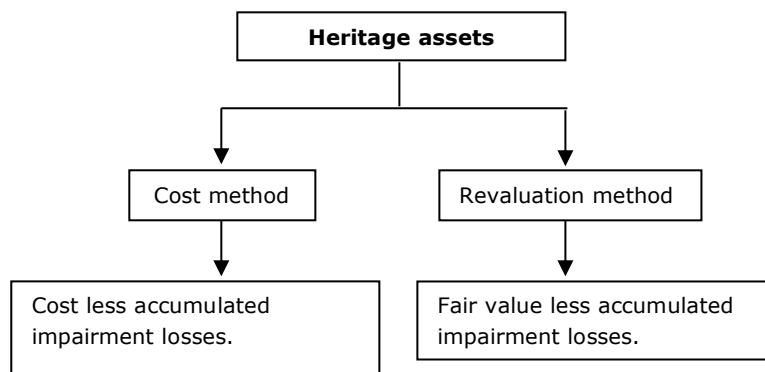 Heritage assets
Cost method
Revaluation method
Cost less accumulated
impairment losses.
Fair value less accumulated
impairment losses.